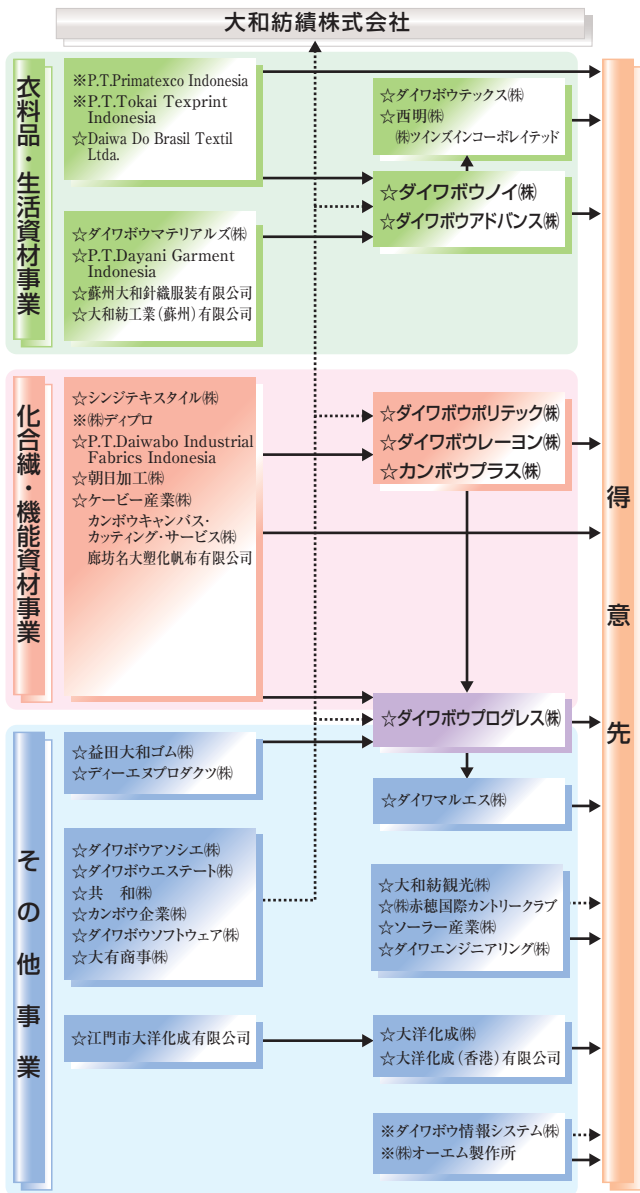 大和紡績株式会社
衣料品・生活資材事業
※P.T.Primatexco Indonesia
※P.T.Tokai Texprint
Indonesia
☆Daiwa Do Brasil Textil
Ltda.
☆ダイワボウテックス㈱
☆西明㈱
㈱ツインズインコーポレイテッド
☆ダイワボウノイ㈱
☆ダイワボウアドバンス㈱
☆ダイワボウマテリアルズ㈱
☆P.T.Dayani Garment
Indonesia
☆蘇州大和針織服装有限公司
☆大和紡工業(蘇州)有限公司
化合繊・機能資材事業
☆シンジテキスタイル㈱
※㈱ディプロ
☆P.T.Daiwabo Industrial
Fabrics Indonesia
☆朝日加工㈱
☆ケービー産業㈱
カンボウキャンバス・
カッティング・サービス㈱
廊坊名大塑化帆布有限公司
☆ダイワボウポリテック㈱
☆ダイワボウレーヨン㈱
☆カンボウプラス㈱
☆ダイワボウプログレス㈱
その他事業
☆益田大和ゴム㈱
☆ディーエヌプロダクツ㈱
☆ダイワマルエス㈱
☆ダイワボウアソシエ㈱
☆ダイワボウエステート㈱
☆共 和㈱
☆カンボウ企業㈱
☆ダイワボウソフトウェア㈱
☆大有商事㈱
☆大和紡観光㈱
☆㈱赤穂国際カントリークラブ
☆ソーラー産業㈱
☆ダイワエンジニアリング㈱
☆江門市大洋化成有限公司
☆大洋化成㈱
☆大洋化成(香港)有限公司
※ダイワボウ情報システム㈱
※㈱オーエム製作所
得意先